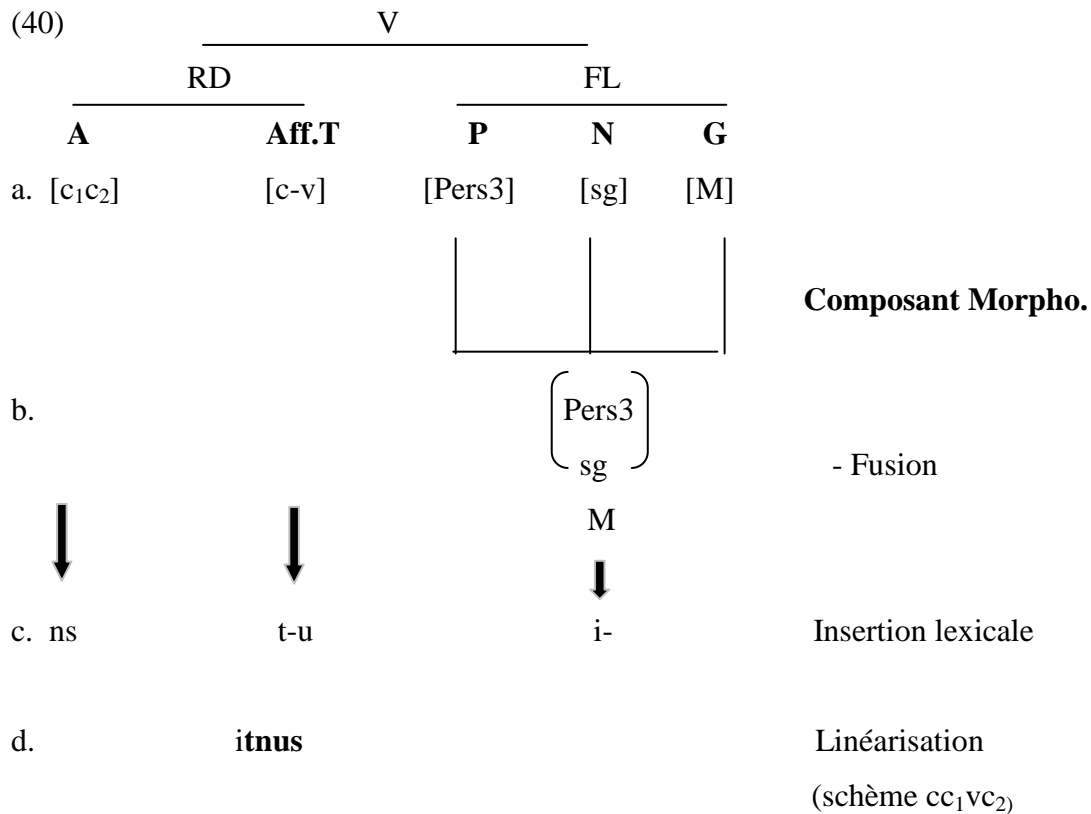 (40) V
RD FL
A Aff.T P N G
a. [c₁c₂] [c-v] [Pers3] [sg] [M]
Composant Morpho.
b. Pers3
sg - Fusion
M
c. ns t-u i- Insertion lexicale
d. itnus Linéarisation
(schème cc₁vc₂)